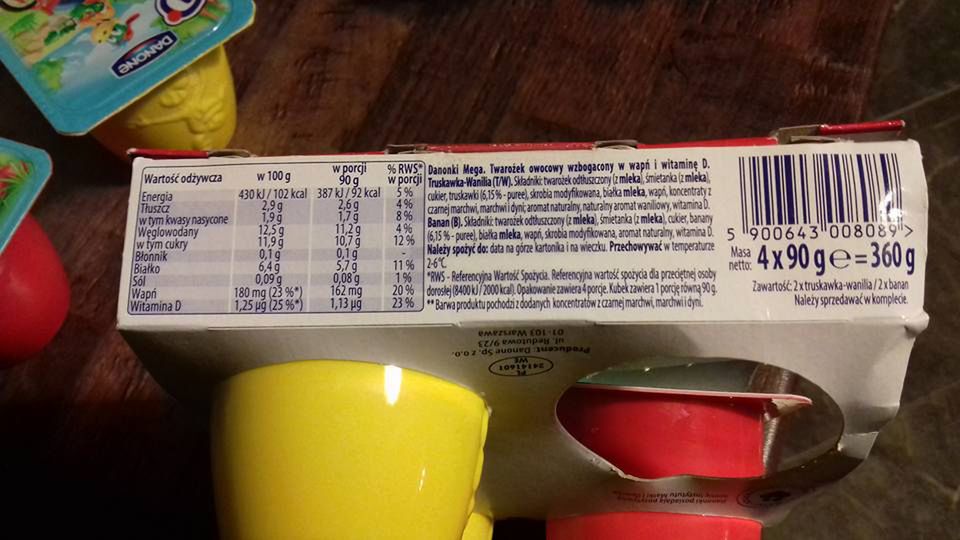 DANONE
Wartość odżywcza w 100 g w porcji 90 g % RWS* w porcji
Energia 430 kJ / 102 kcal 387 kJ / 92 kcal 5 %
Tłuszcz 2,9 g 2,6 g 4 %
w tym kwasy nasycone 1,9 g 1,7 g 8 %
Węglowodany 12,5 g 11,2 g 4 %
w tym cukry 11,9 g 10,7 g 12 %
Błonnik 0,1 g 0,1 g -
Białko 6,4 g 5,7 g 11 %
Sól 0,09 g 0,08 g 1 %
Wapń 180 mg (23 %*) 162 mg 20 %
Witamina D 1,25 µg (25 %*) 1,13 µg 23 %
Danonki Mega. Twarożek owocowy wzbogacony w wapń i witaminę D.
Truskawka-Wanilia (T/W). Składniki: twarożek odtłuszczony (z mleka), śmietanka (z mleka),
cukier, truskawki (6,15% - puree), skrobia modyfikowana, białka mleka, wapń, koncentraty z
czarnej marchwi, marchwi i dyni; aromat naturalny, naturalny aromat waniliowy, witamina D.
Banan (B). Składniki: twarożek odtłuszczony (z mleka), śmietanka (z mleka), cukier, banany
(6,15 % - puree), białka mleka, wapń, skrobia modyfikowana, aromat naturalny, witamina D.
Należy spożyć do: data na górze kartonika i na wieczku. Przechowywać w temperaturze
2-6°C.
*RWS - Referencyjna Wartość Spożycia. Referencyjna wartość spożycia dla przeciętnej osoby
dorosłej (8400 kJ / 2000 kcal). Opakowanie zawiera 4 porcje. Kubek zawiera 1 porcję równą 90 g.
** Barwa produktu pochodzi z dodanych koncentratów z czarnej marchwi, marchwi i dyni.
5 900643 008089 >
Masa netto: 4 x 90 g e = 360 g
Zawartość: 2 x truskawka-wanilia / 2 x banan
Należy sprzedawać w komplecie.
PL
24141601
WE
Producent: Danone Sp. z o.o.
ul. Redutowa 9/23
01-103 Warszawa
Danonki posiadają pozytywną
opinię Instytutu Matki i Dziecka